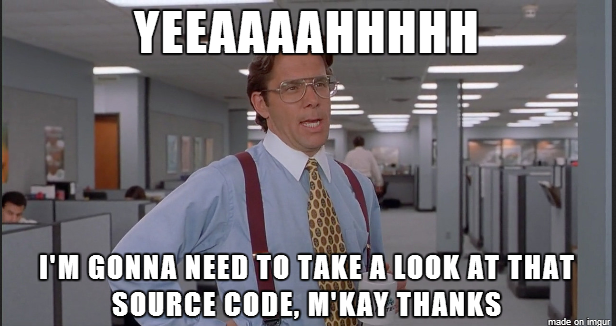 YEEAAAAHHHHH
I'M GONNA NEED TO TAKE A LOOK AT THAT
SOURCE CODE, M'KAY THANKS
made on imgur